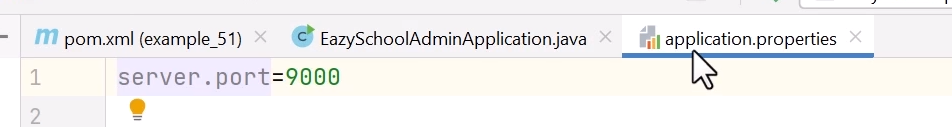 pom.xml (example_51)
EazySchoolAdminApplication.java
application.properties
1 server.port=9000
2